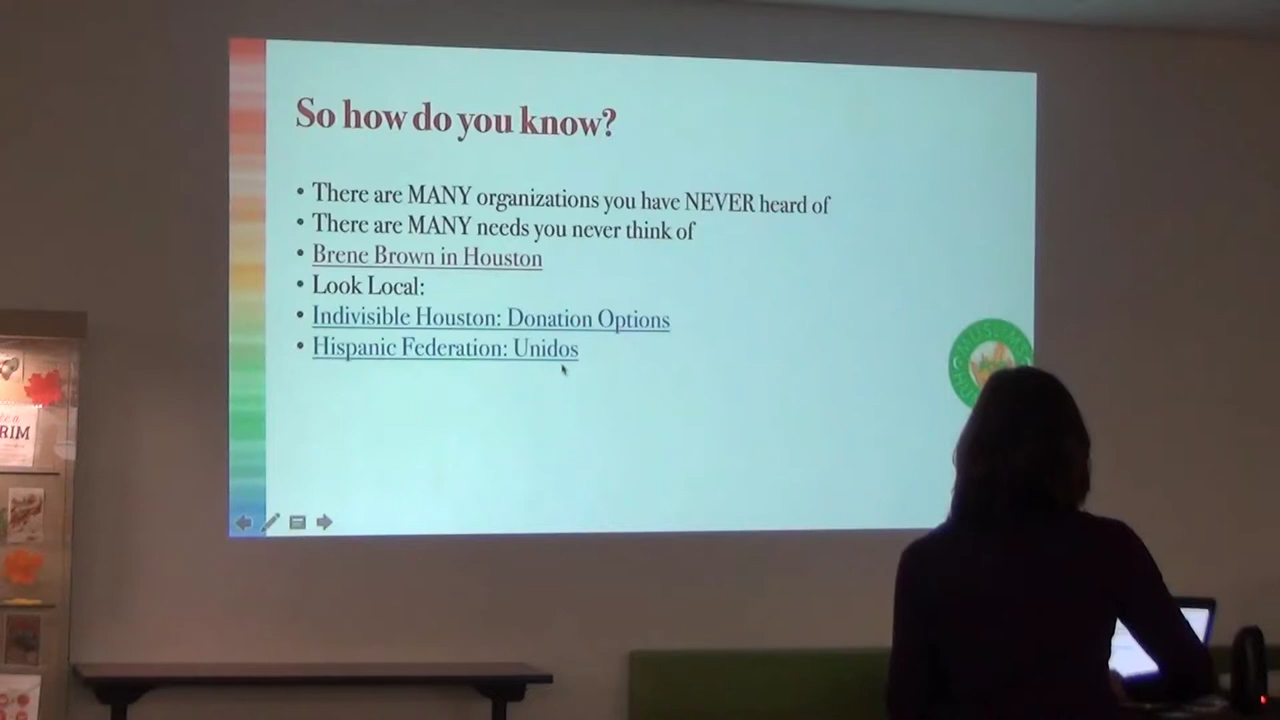 So how do you know?
• There are MANY organizations you have NEVER heard of
• There are MANY needs you never think of
• Brene Brown in Houston
• Look Local:
• Indivisible Houston: Donation Options
• Hispanic Federation: Unidos
RIM